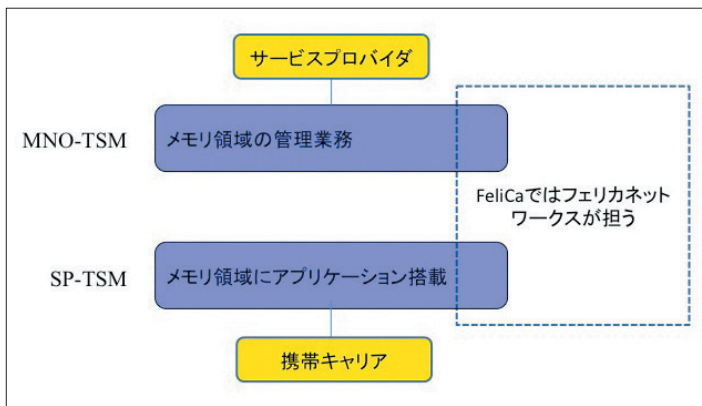 サービスプロバイダ
MNO-TSM
メモリ領域の管理業務
FeliCaではフェリカネット
ワークスが担う
SP-TSM
メモリ領域にアプリケーション搭載
携帯キャリア